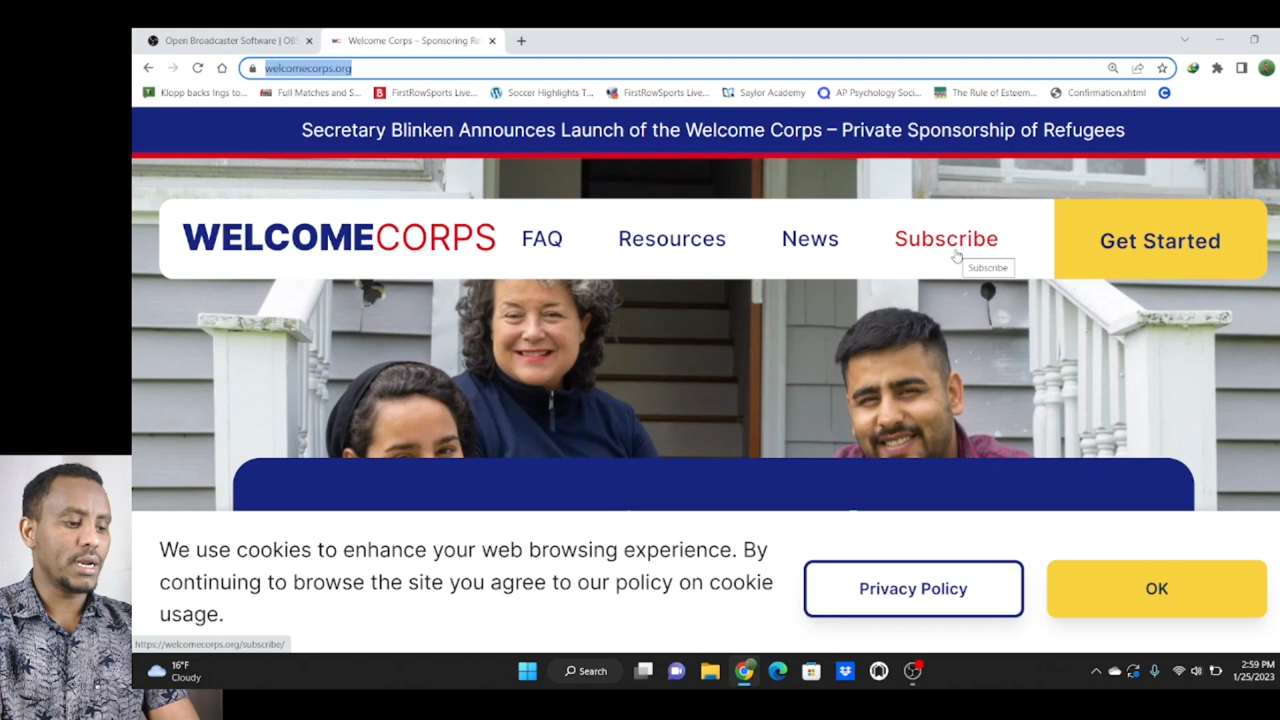 Open Broadcaster Software | OBS
Welcome Corps – Sponsoring Re
welcomecorps.org
Klopp backs Ings to...
Full Matches and S...
FirstRowSports Live...
Soccer Highlights T...
FirstRowSports Live...
Saylor Academy
AP Psychology Soci...
The Rule of Esteem...
Confirmation.xhtml
Secretary Blinken Announces Launch of the Welcome Corps – Private Sponsorship of Refugees
WELCOMECORPS
FAQ
Resources
News
Subscribe
Get Started
Subscribe
We use cookies to enhance your web browsing experience. By
continuing to browse the site you agree to our policy on cookie
usage.
Privacy Policy
OK
https://welcomecorps.org/subscribe/
16°F
Cloudy
Search
2:59 PM
1/25/2023